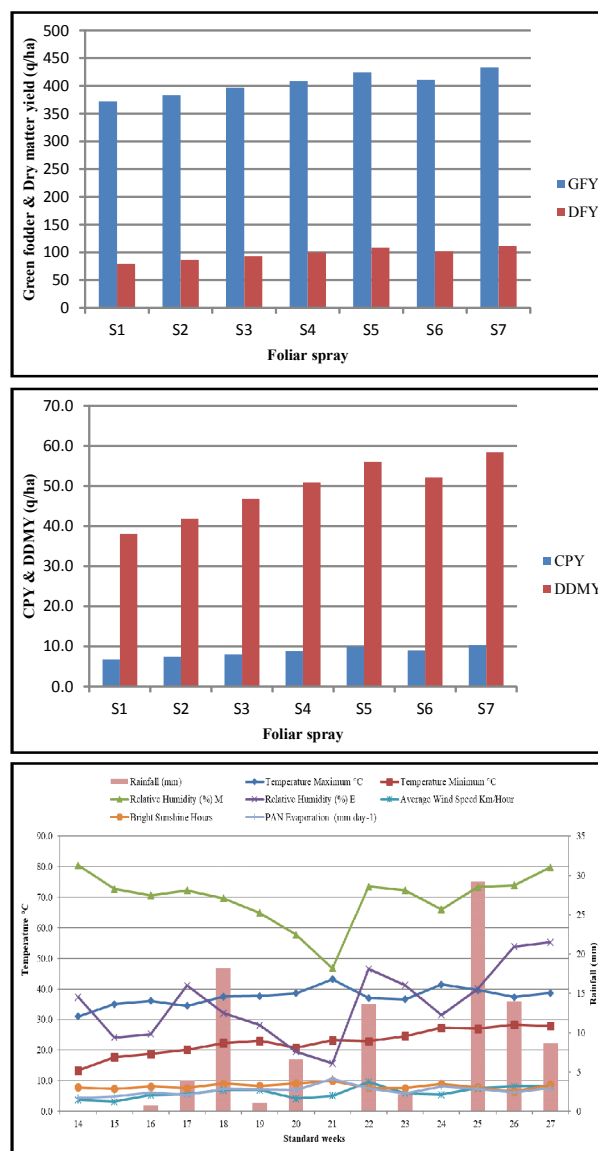 Green fodder & Dry matter yield (q/ha)
500
450
400
350
300
250
200
150
100
50
0
S1 S2 S3 S4 S5 S6 S7
Foliar spray
GFY
DFY
CPY & DDMY (q/ha)
70.0
60.0
50.0
40.0
30.0
20.0
10.0
0.0
S1 S2 S3 S4 S5 S6 S7
Foliar spray
CPY
DDMY
Rainfall (mm) Temperature Maximum °C Temperature Minimum °C
Relative Humidity (%) M Relative Humidity (%) E Average Wind Speed Km/Hour
Bright Sunshine Hours PAN Evaporation (mm day-1)
Temperature °C
90.0
80.0
70.0
60.0
50.0
40.0
30.0
20.0
10.0
0.0
35
30
25
20
15
10
5
0
Rainfall (mm)
14 15 16 17 18 19 20 21 22 23 24 25 26 27
Standard weeks